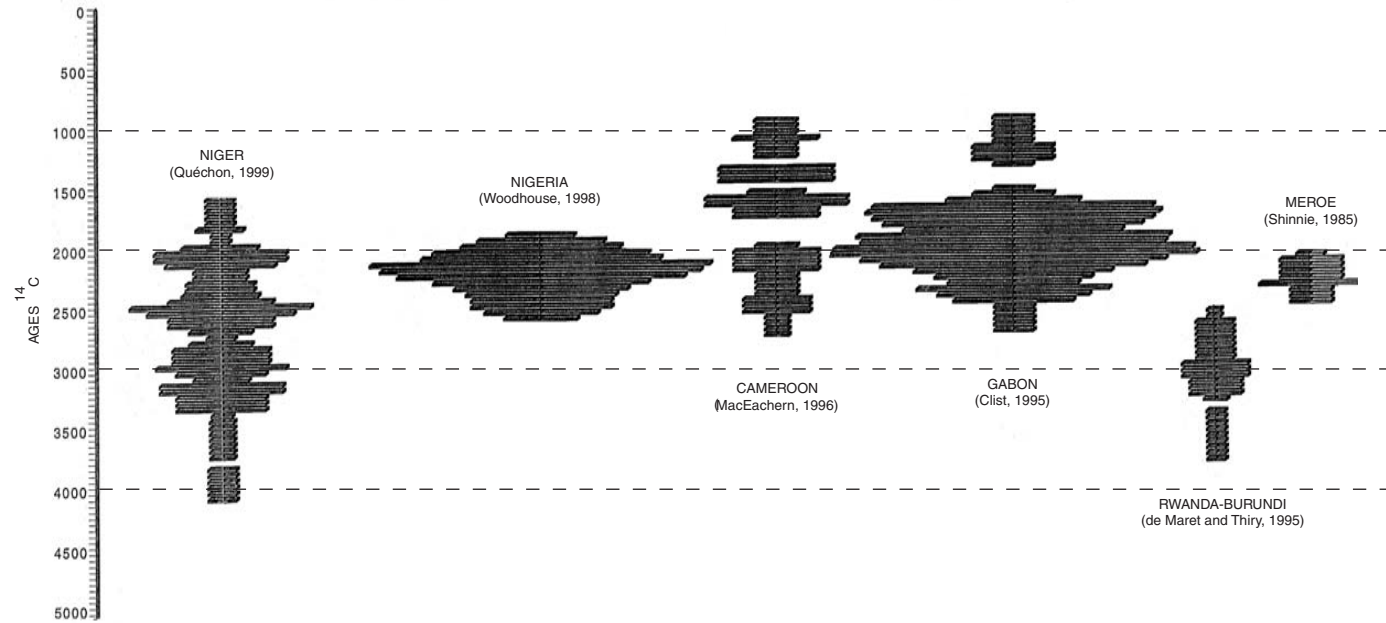 0
500
1000
1500
2000
2500
3000
3500
4000
4500
5000
AGES 14 C
NIGER
(Quéchon, 1999)
NIGERIA
(Woodhouse, 1998)
CAMEROON
(MacEachern, 1996)
GABON
(Clist, 1995)
MEROE
(Shinnie, 1985)
RWANDA-BURUNDI
(de Maret and Thiry, 1995)